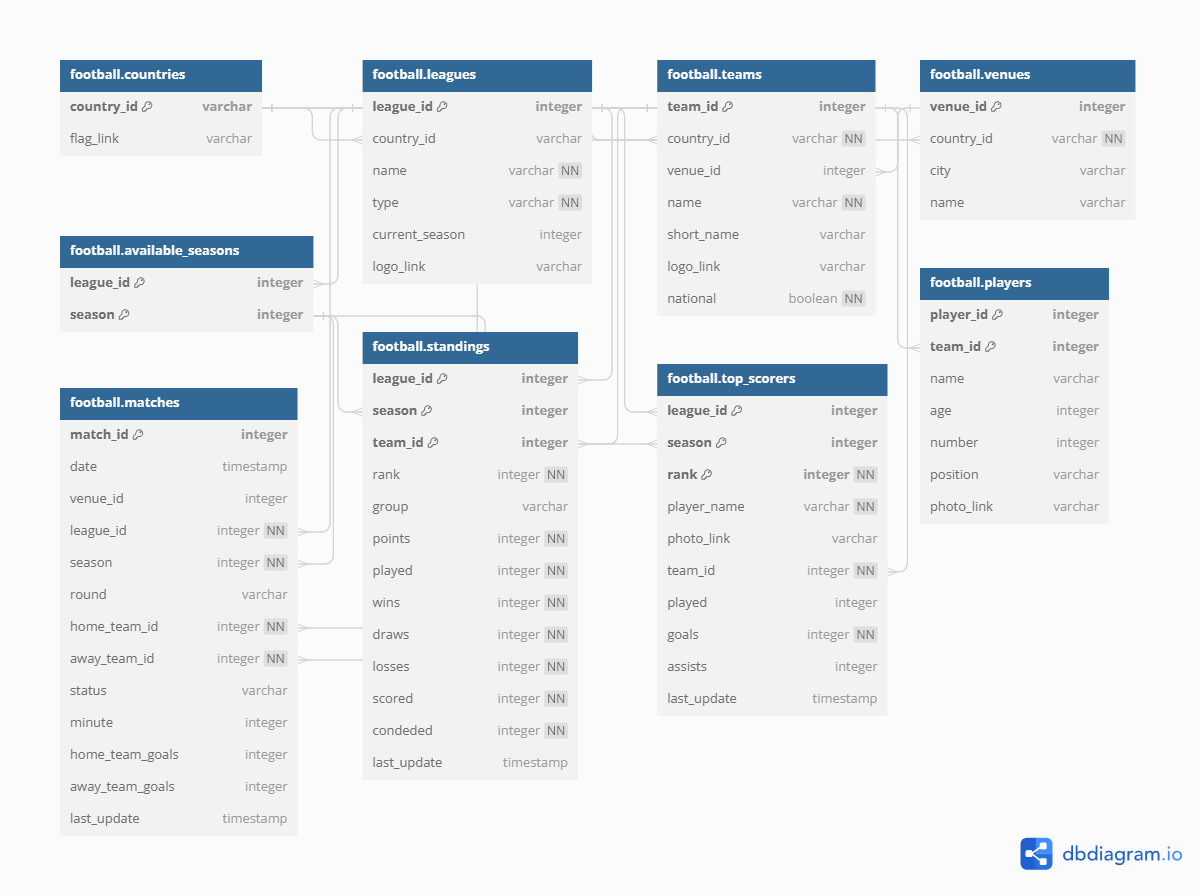 football.countries
country_id varchar
flag_link varchar
football.leagues
league_id integer
country_id varchar
name varchar NN
type varchar NN
current_season integer
logo_link varchar
football.teams
team_id integer
country_id varchar NN
venue_id integer
name varchar NN
short_name varchar
logo_link varchar
national boolean NN
football.venues
venue_id integer
country_id varchar NN
city varchar
name varchar
football.available_seasons
league_id integer
season integer
football.players
player_id integer
team_id integer
name varchar
age integer
number integer
position varchar
photo_link varchar
football.standings
league_id integer
season integer
team_id integer
rank integer NN
group varchar
points integer NN
played integer NN
wins integer NN
draws integer NN
losses integer NN
scored integer NN
condeded integer NN
last_update timestamp
football.top_scorers
league_id integer
season integer
rank integer NN
player_name varchar NN
photo_link varchar
team_id integer NN
played integer
goals integer NN
assists integer
last_update timestamp
football.matches
match_id integer
date timestamp
venue_id integer
league_id integer NN
season integer NN
round varchar
home_team_id integer NN
away_team_id integer NN
status varchar
minute integer
home_team_goals integer
away_team_goals integer
last_update timestamp
dbdiagram.io